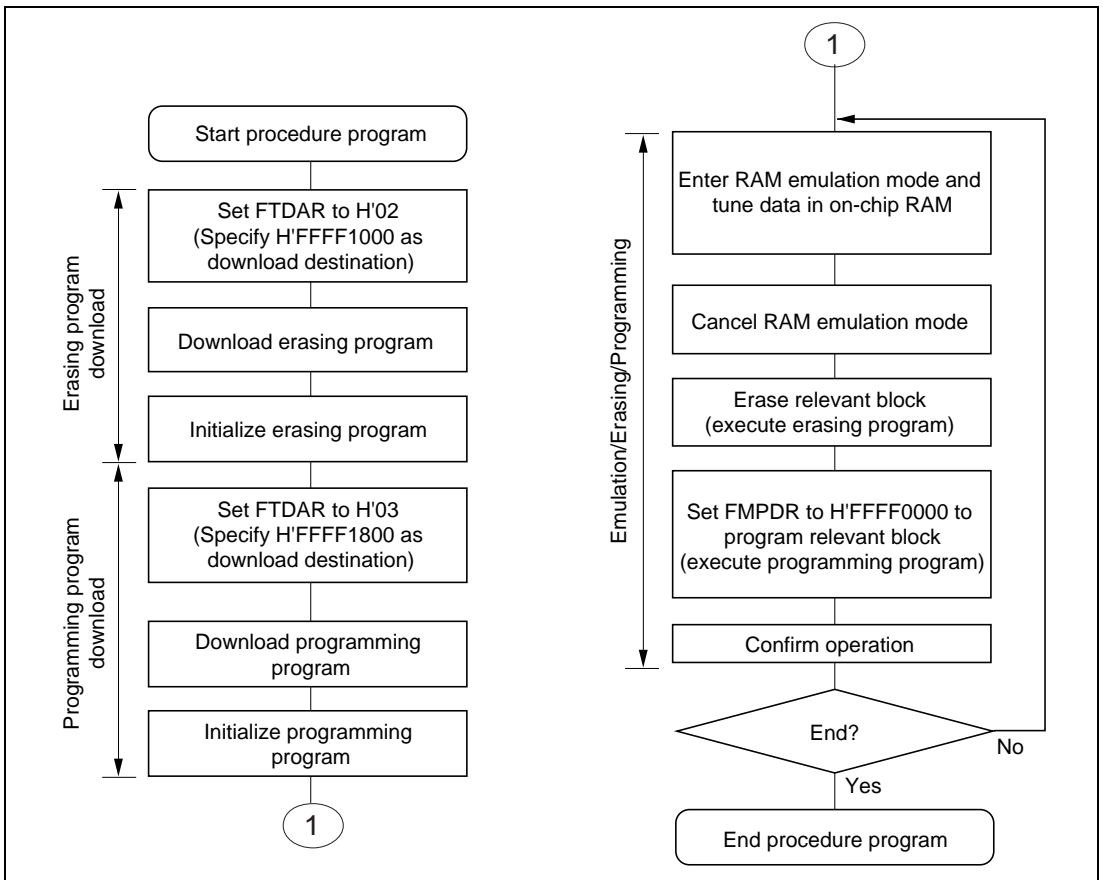 Start procedure program
Erasing program
download
Set FTDAR to H'02
(Specify H'FFFF1000 as
download destination)
Download erasing program
Initialize erasing program
Programming program
download
Set FTDAR to H'03
(Specify H'FFFF1800 as
download destination)
Download programming
program
Initialize programming
program
1
1
Emulation/Erasing/Programming
Enter RAM emulation mode and
tune data in on-chip RAM
Cancel RAM emulation mode
Erase relevant block
(execute erasing program)
Set FMPDR to H'FFFF0000 to
program relevant block
(execute programming program)
Confirm operation
End?
No
Yes
End procedure program